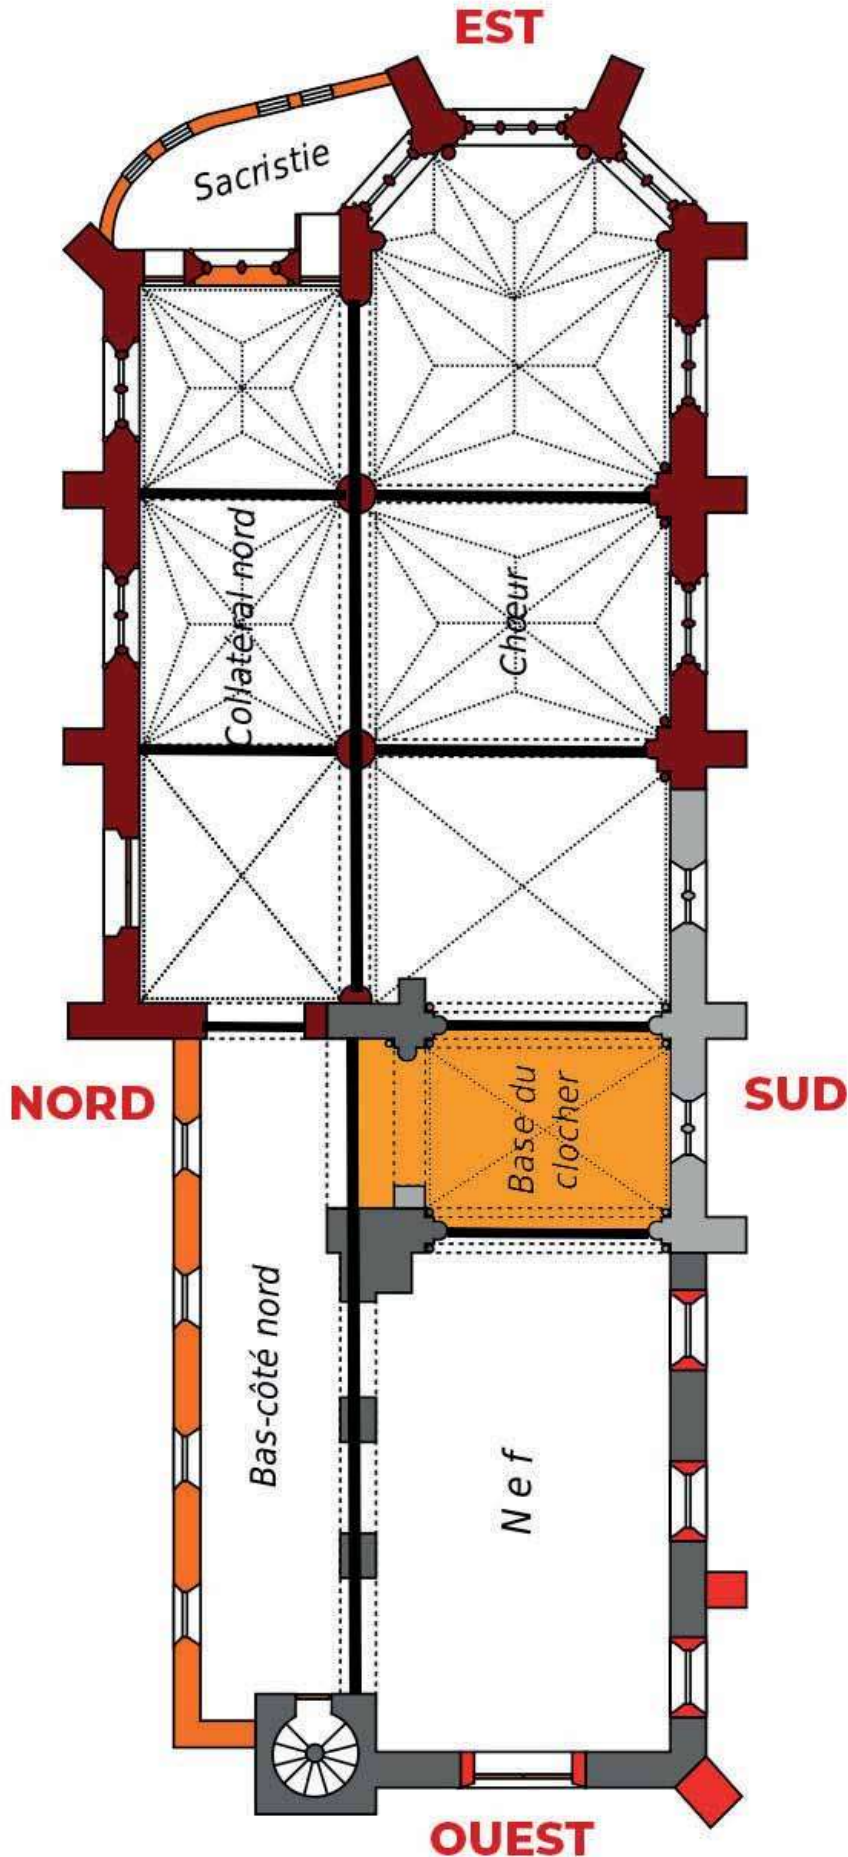 EST
Sacristie
Collatéral nord
Chœur
NORD
SUD
Base du
clocher
Bas-côté nord
Nef
OUEST